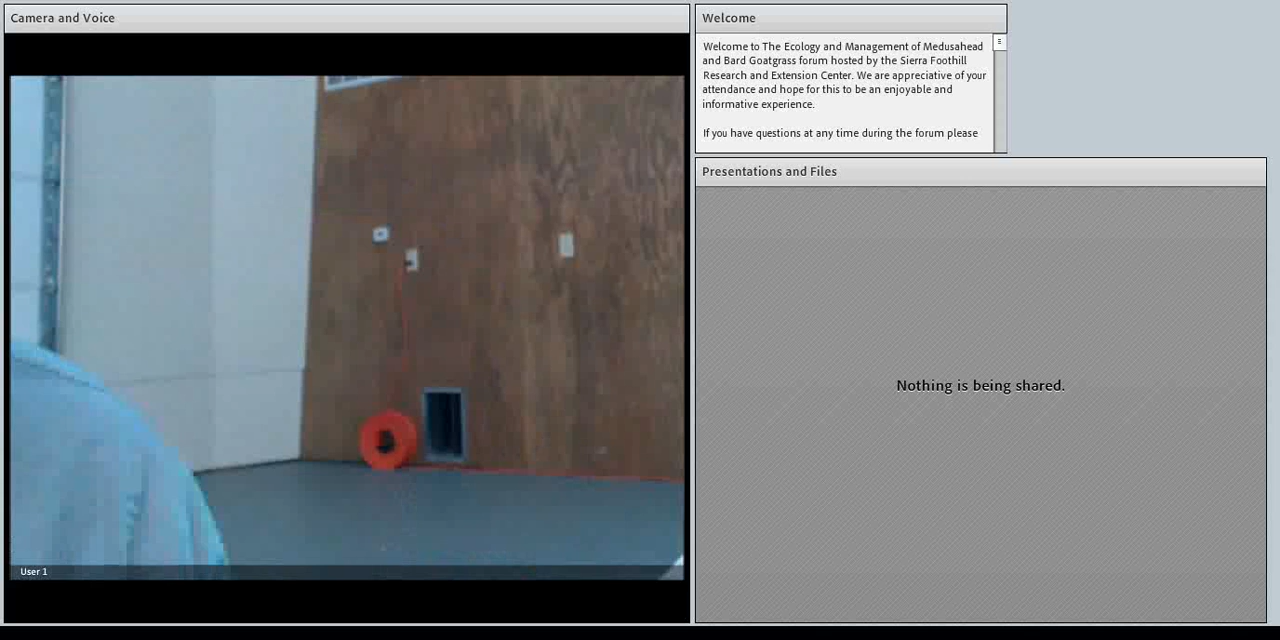 Camera and Voice
User 1
Welcome
Welcome to The Ecology and Management of Medusahead
and Bard Goatgrass forum hosted by the Sierra Foothill
Research and Extension Center. We are appreciative of your
attendance and hope for this to be an enjoyable and
informative experience.
If you have questions at any time during the forum please
Presentations and Files
Nothing is being shared.